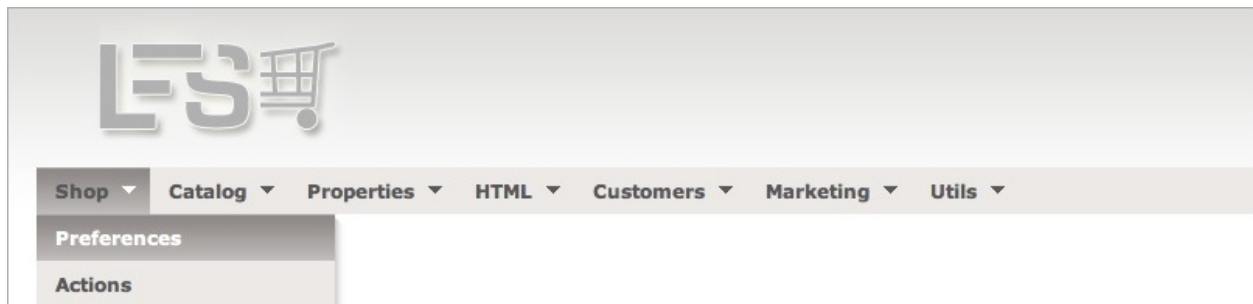 LFS
Shop Catalog Properties HTML Customers Marketing Utils
Preferences
Actions